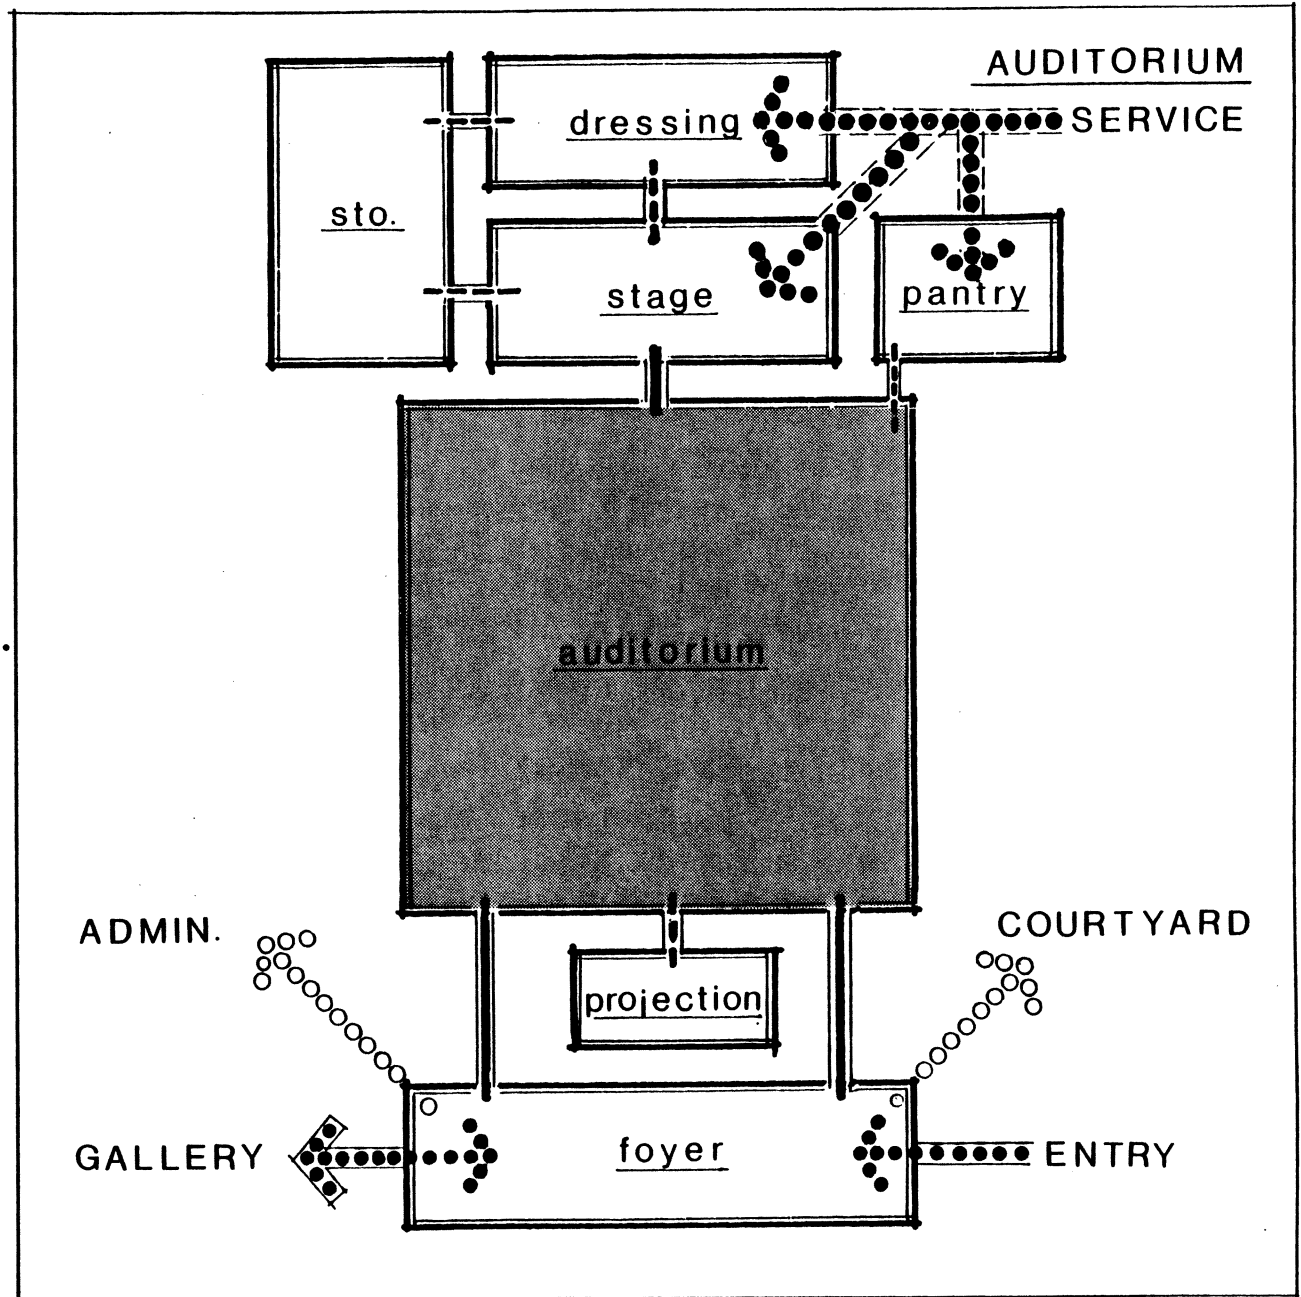 AUDITORIUM
dressing
SERVICE
sto.
stage
pantry
auditorium
ADMIN.
COURTYARD
projection
GALLERY
foyer
ENTRY